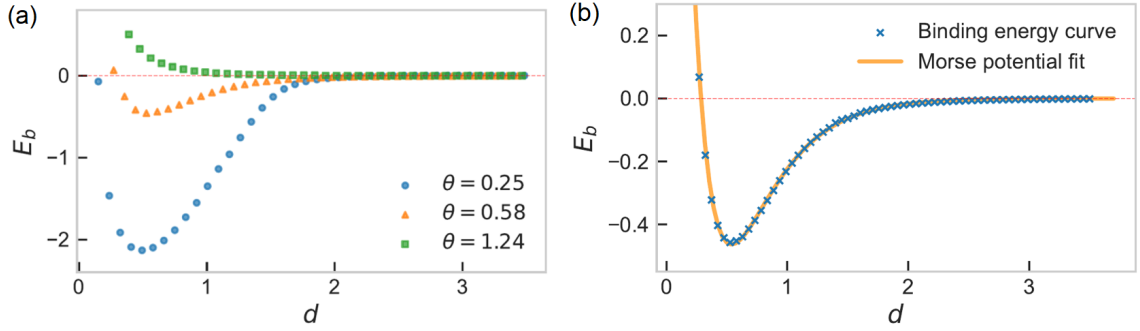 (a)
0
−1
−2
E_b
0
1
2
3
d
θ = 0.25
θ = 0.58
θ = 1.24
(b)
0.2
0.0
−0.2
−0.4
E_b
0
1
2
3
d
Binding energy curve
Morse potential fit